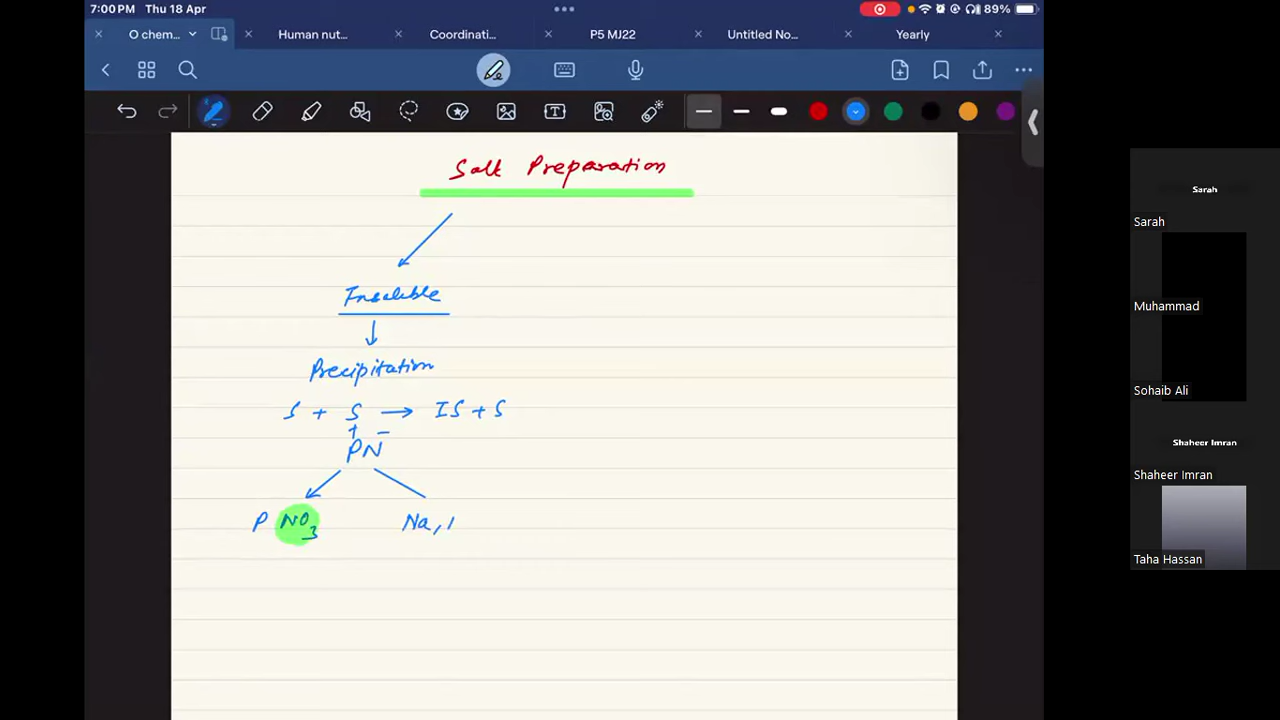 7:00 PM Thu 18 Apr
89%
O chem...
Human nut...
Coordinati...
P5 MJ22
Untitled No...
Yearly
Salt Preparation
Insoluble
Precipitation
S + S → IS + S
+ −
PN
P NO3
Na, 
Sarah
Sarah
Muhammad
Sohaib Ali
Shaheer Imran
Shaheer Imran
Taha Hassan